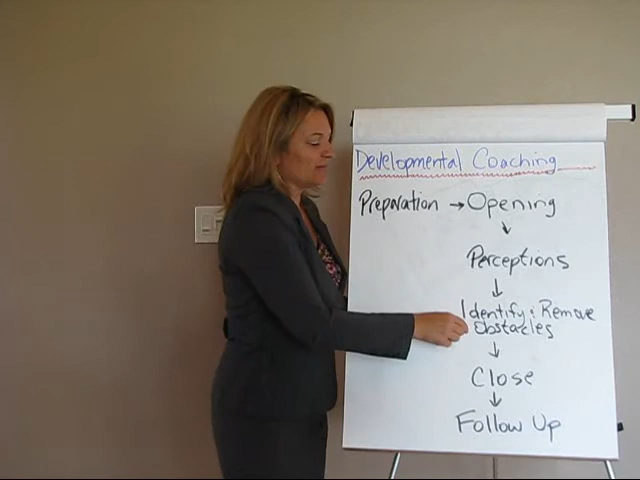 Developmental Coaching
Preparation → Opening
↓
Perceptions
↓
Identify & Remove
Obstacles
↓
Close
↓
Follow Up